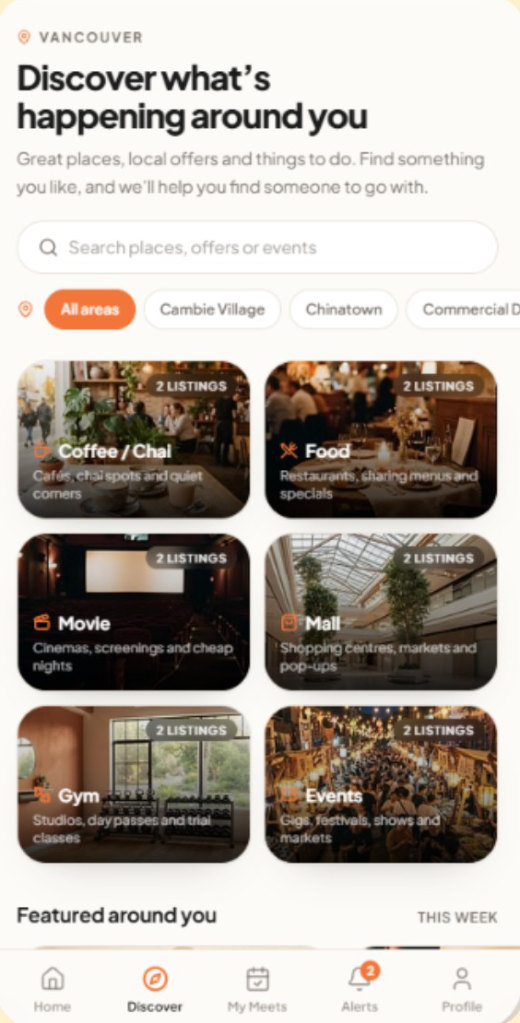 VANCOUVER
Discover what's
happening around you
Great places, local offers and things to do. Find something
you like, and we'll help you find someone to go with.
Search places, offers or events
All areas
Cambie Village
Chinatown
Commercial D
2 LISTINGS
Coffee / Chai
Cafés, chai spots and quiet
corners
2 LISTINGS
Food
Restaurants, sharing menus and
specials
2 LISTINGS
Movie
Cinemas, screenings and cheap
nights
2 LISTINGS
Mall
Shopping centres, markets and
pop-ups
2 LISTINGS
Gym
Studios, day passes and trial
classes
2 LISTINGS
Events
Gigs, festivals, shows and
markets
Featured around you
THIS WEEK
2
Home
Discover
My Meets
Alerts
Profile